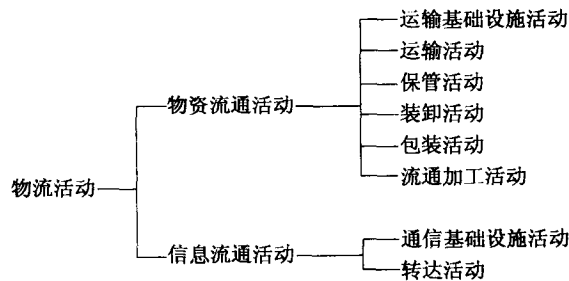 运输基础设施活动
运输活动
保管活动
物资流通活动
装卸活动
包装活动
流通加工活动
物流活动
信息流通活动
通信基础设施活动
转达活动